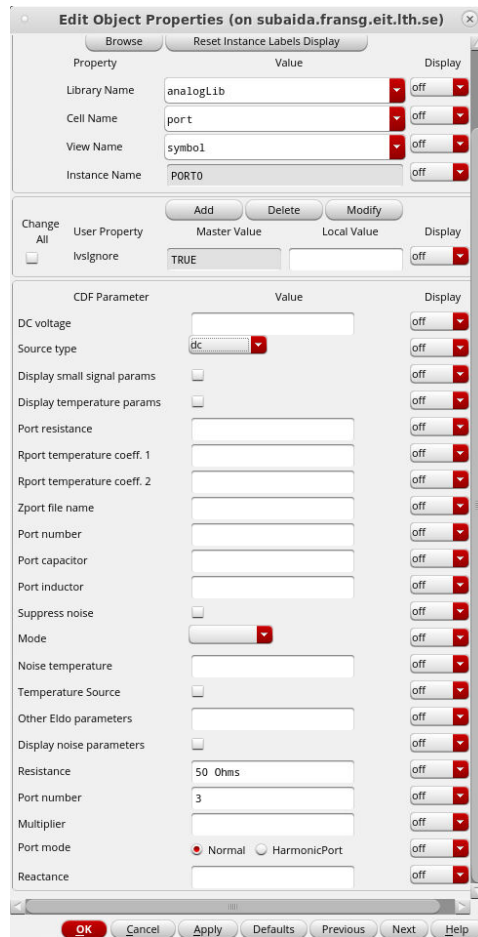 Edit Object Properties (on subaida.fransg.eit.lth.se)
Browse Reset Instance Labels Display
Property Value Display
Library Name analogLib off
Cell Name port off
View Name symbol off
Instance Name PORT0 off
Add Delete Modify
Change All User Property Master Value Local Value Display
lvsIgnore TRUE off
CDF Parameter Value Display
DC voltage off
Source type dc off
Display small signal params off
Display temperature params off
Port resistance off
Rport temperature coeff. 1 off
Rport temperature coeff. 2 off
Zport file name off
Port number off
Port capacitor off
Port inductor off
Suppress noise off
Mode off
Noise temperature off
Temperature Source off
Other Eldo parameters off
Display noise parameters off
Resistance 50 Ohms off
Port number 3 off
Multiplier off
Port mode Normal HarmonicPort off
Reactance off
OK Cancel Apply Defaults Previous Next Help